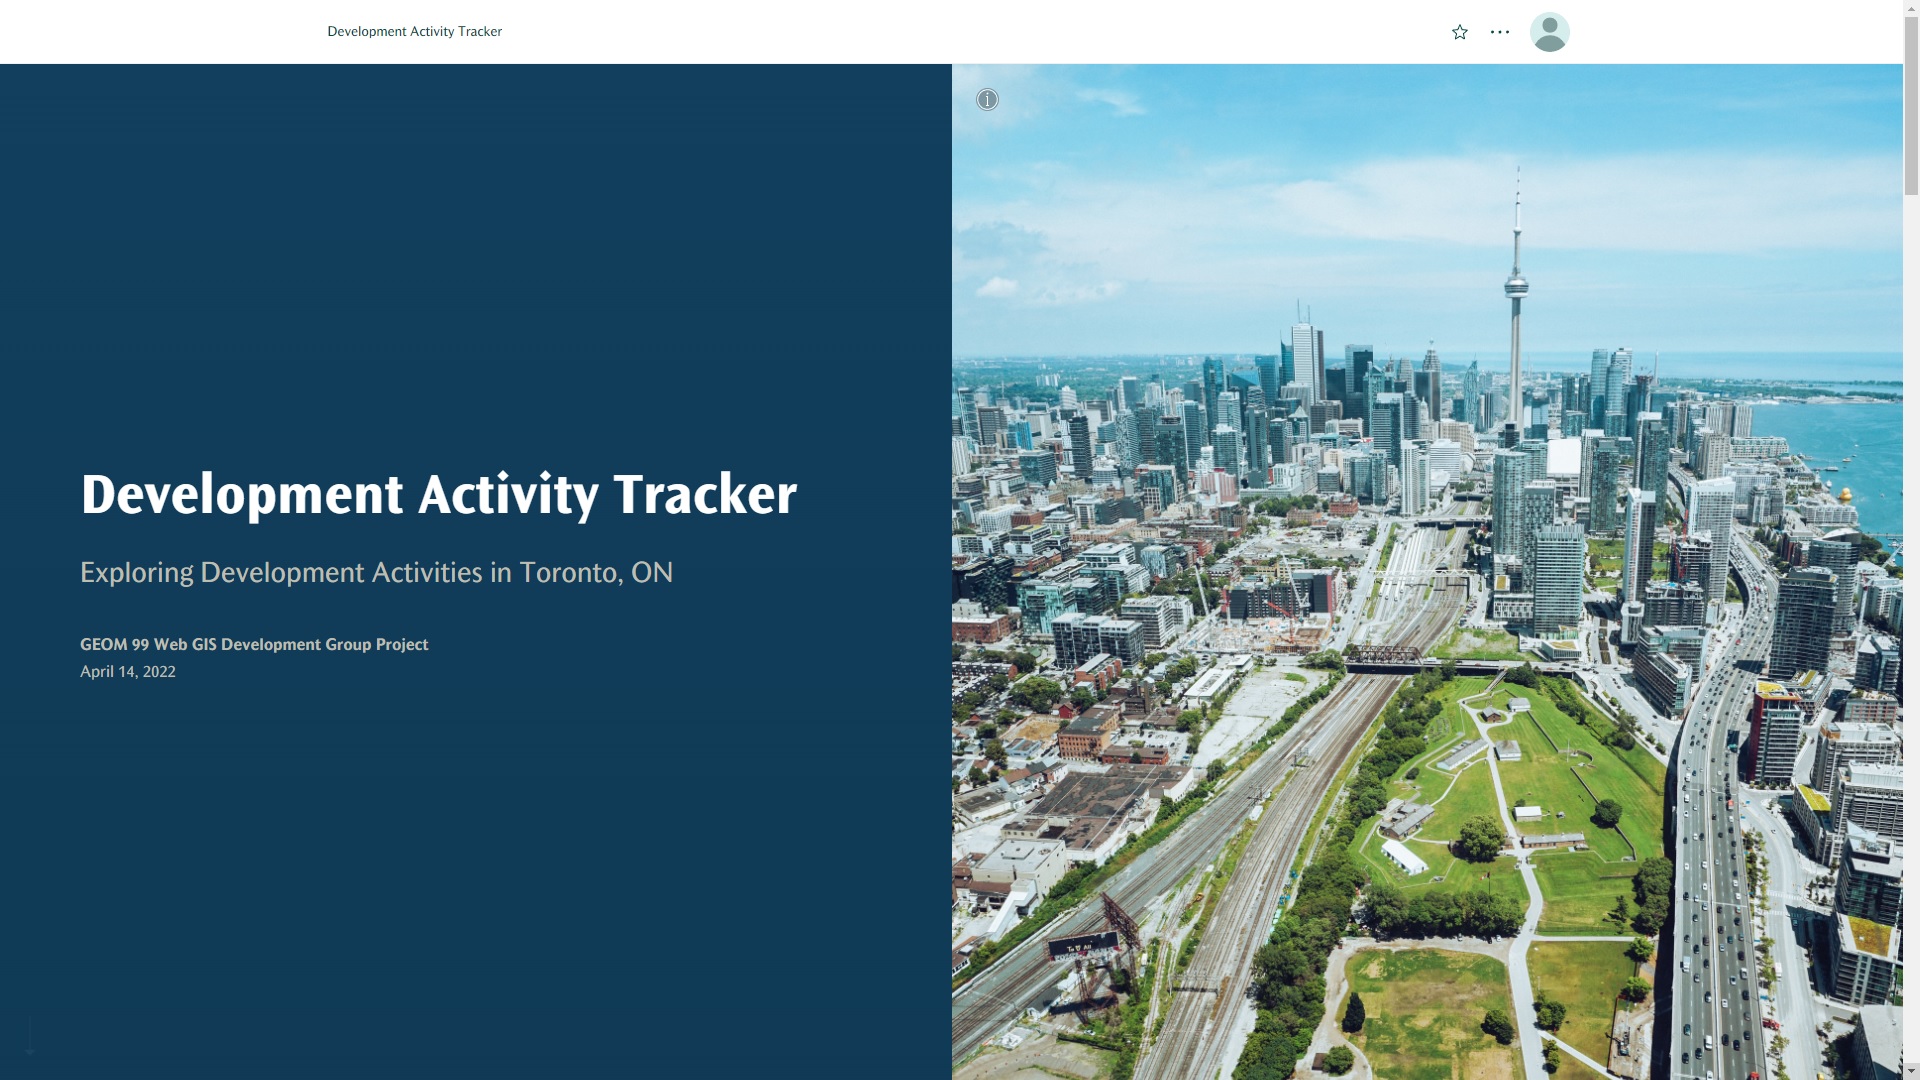 Development Activity Tracker
Development Activity Tracker
Exploring Development Activities in Toronto, ON
GEOM 99 Web GIS Development Group Project
April 14, 2022